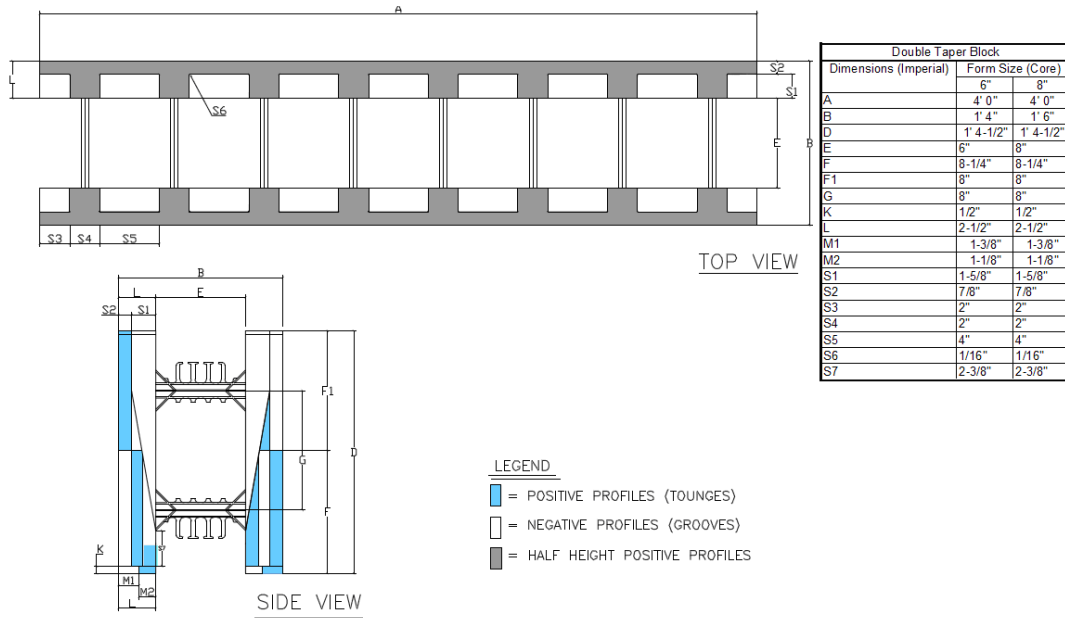 A
L
S2
S1
S6
E
B
S3 S4 S5
TOP VIEW
Double Taper Block
Dimensions (Imperial) Form Size (Core)
6" 8"
A 4' 0" 4' 0"
B 1' 4" 1' 6"
D 1' 4-1/2" 1' 4-1/2"
E 6" 8"
F 8-1/4" 8-1/4"
F1 8" 8"
G 8" 8"
K 1/2" 1/2"
L 2-1/2" 2-1/2"
M1 1-3/8" 1-3/8"
M2 1-1/8" 1-1/8"
S1 1-5/8" 1-5/8"
S2 7/8" 7/8"
S3 2" 2"
S4 2" 2"
S5 4" 4"
S6 1/16" 1/16"
S7 2-3/8" 2-3/8"
B
L E
S2 S1
F1
D
G
F
K
M1
M2
L
SIDE VIEW
LEGEND
= POSITIVE PROFILES (TOUNGES)
= NEGATIVE PROFILES (GROOVES)
= HALF HEIGHT POSITIVE PROFILES